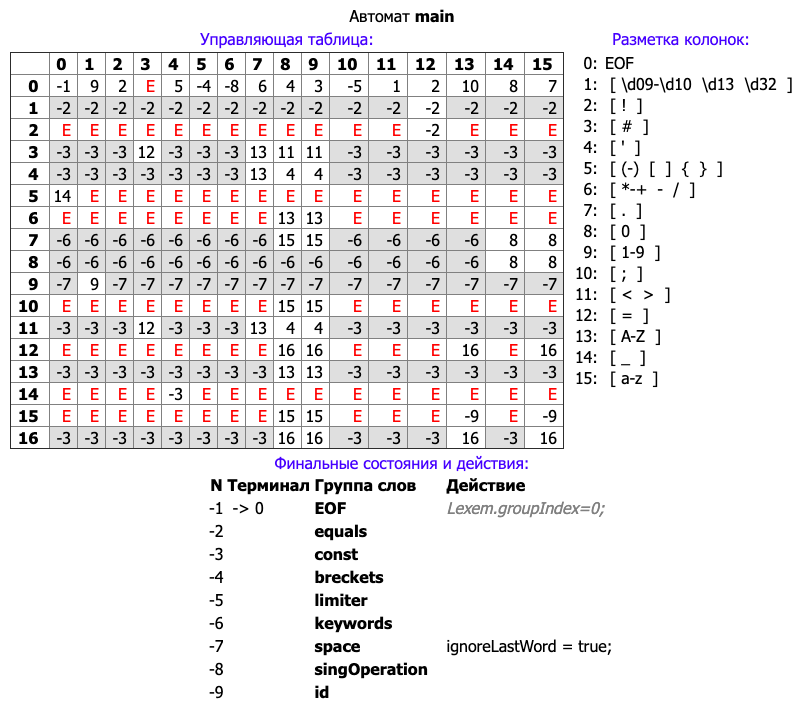 Автомат main
Управляющая таблица:
0 1 2 3 4 5 6 7 8 9 10 11 12 13 14 15
0 -1 9 2 E 5 -4 -8 6 4 3 -5 1 2 10 8 7
1 -2 -2 -2 -2 -2 -2 -2 -2 -2 -2 -2 -2 -2 -2 -2 -2
2 E E E E E E E E E E E E -2 E E E
3 -3 -3 -3 12 -3 -3 -3 13 11 11 -3 -3 -3 -3 -3 -3
4 -3 -3 -3 -3 -3 -3 -3 13 4 4 -3 -3 -3 -3 -3 -3
5 14 E E E E E E E E E E E E E E E
6 E E E E E E E E 13 13 E E E E E E
7 -6 -6 -6 -6 -6 -6 -6 -6 15 15 -6 -6 -6 -6 8 8
8 -6 -6 -6 -6 -6 -6 -6 -6 -6 -6 -6 -6 -6 -6 8 8
9 -7 9 -7 -7 -7 -7 -7 -7 -7 -7 -7 -7 -7 -7 -7 -7
10 E E E E E E E E 15 15 E E E E E E
11 -3 -3 -3 12 -3 -3 -3 13 4 4 -3 -3 -3 -3 -3 -3
12 E E E E E E E E 16 16 E E E 16 E 16
13 -3 -3 -3 -3 -3 -3 -3 -3 13 13 -3 -3 -3 -3 -3 -3
14 E E E E -3 E E E E E E E E E E E
15 E E E E E E E E 15 15 E E E -9 E -9
16 -3 -3 -3 -3 -3 -3 -3 -3 16 16 -3 -3 -3 16 -3 16
Разметка колонок:
0: EOF
1: [ \d09-\d10 \d13 \d32 ]
2: [ ! ]
3: [ # ]
4: [ ' ]
5: [ (-) [ ] { } ]
6: [ *-+ - / ]
7: [ . ]
8: [ 0 ]
9: [ 1-9 ]
10: [ ; ]
11: [ < > ]
12: [ = ]
13: [ A-Z ]
14: [ _ ]
15: [ a-z ]
Финальные состояния и действия:
N Терминал Группа слов Действие
-1 -> 0 EOF Lexem.groupIndex=0;
-2 equals
-3 const
-4 breckets
-5 limiter
-6 keywords
-7 space ignoreLastWord = true;
-8 singOperation
-9 id